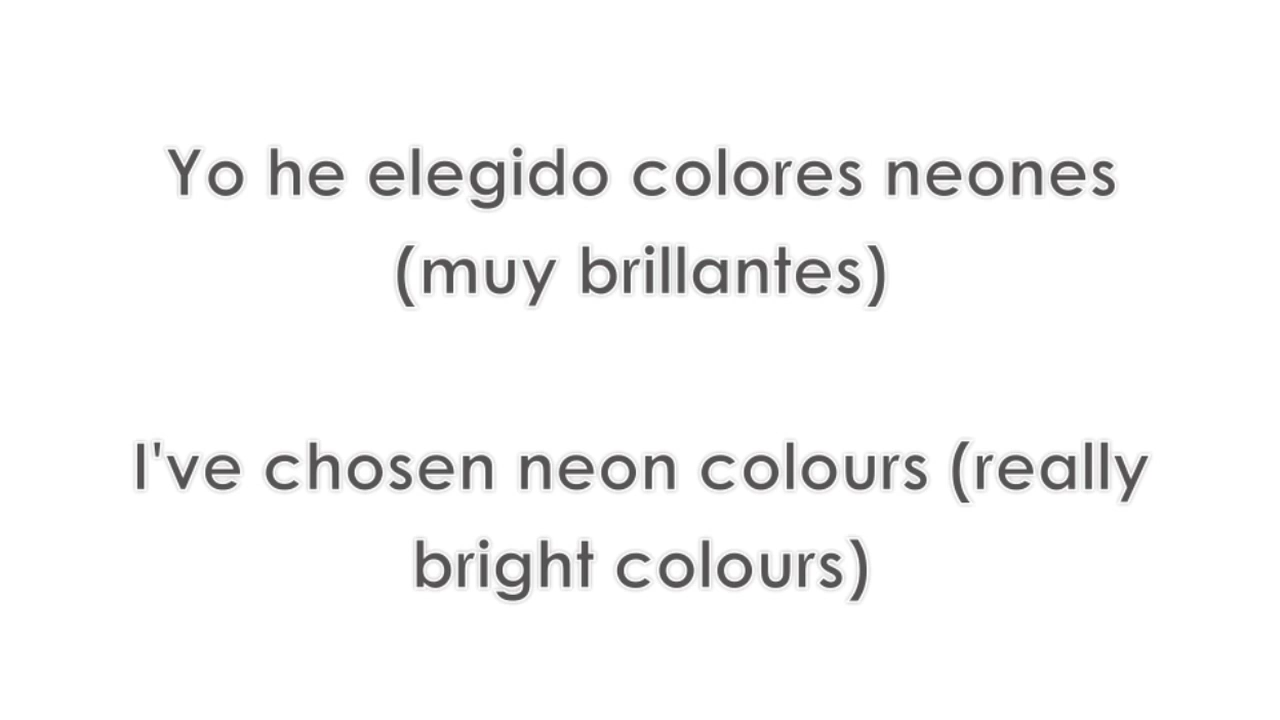 Yo he elegido colores neones
(muy brillantes)
I've chosen neon colours (really
bright colours)